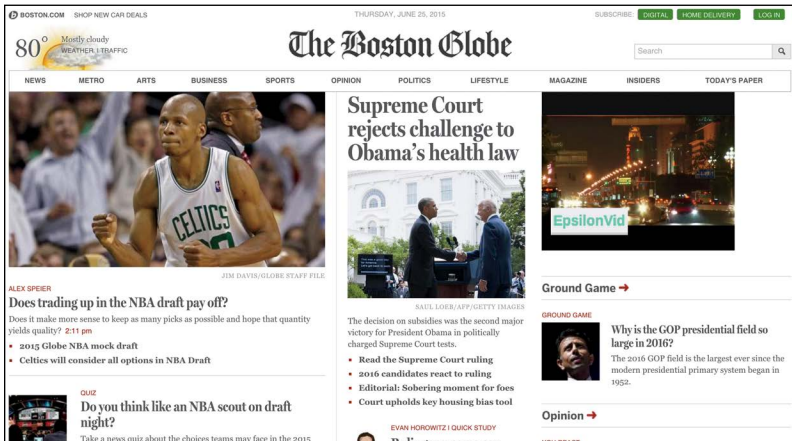 BOSTON.COM SHOP NEW CAR DEALS
THURSDAY, JUNE 25, 2015
SUBSCRIBE: DIGITAL HOME DELIVERY LOG IN
80° Mostly cloudy
WEATHER | TRAFFIC
The Boston Globe
Search
NEWS METRO ARTS BUSINESS SPORTS OPINION POLITICS LIFESTYLE MAGAZINE INSIDERS TODAY'S PAPER
CELTICS
JIM DAVIS/GLOBE STAFF FILE
ALEX SPEIER
Does trading up in the NBA draft pay off?
Does it make more sense to keep as many picks as possible and hope that quantity
yields quality? 2:11 pm
• 2015 Globe NBA mock draft
• Celtics will consider all options in NBA Draft
QUIZ
Do you think like an NBA scout on draft
night?
Take a news quiz about the choices teams may face in the 2015
Supreme Court
rejects challenge to
Obama's health law
SAUL LOEB/AFP/GETTY IMAGES
The decision on subsidies was the second major
victory for President Obama in politically
charged Supreme Court tests.
• Read the Supreme Court ruling
• 2016 candidates react to ruling
• Editorial: Sobering moment for foes
• Court upholds key housing bias tool
EVAN HOROWITZ | QUICK STUDY
EpsilonVid
Ground Game
GROUND GAME
Why is the GOP presidential field so
large in 2016?
The 2016 GOP field is the largest ever since the
modern presidential primary system began in
1952.
Opinion